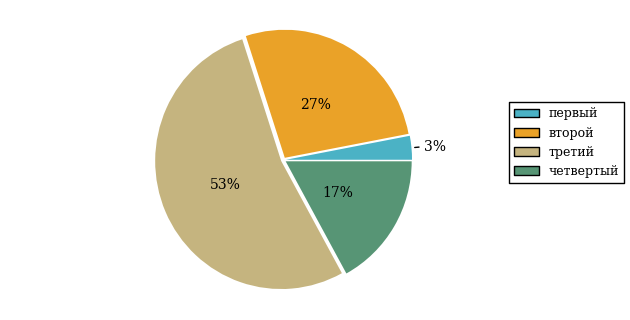 27%
3%
53%
17%
первый
второй
третий
четвертый